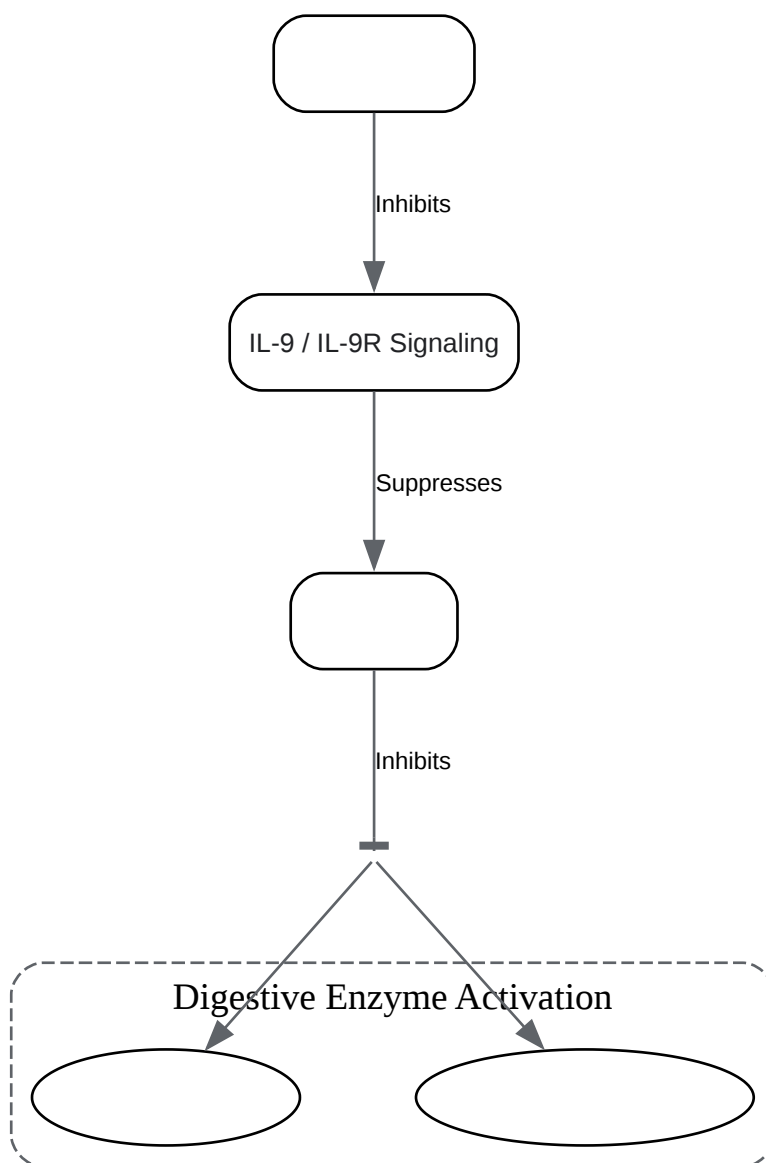 Inhibits
IL-9 / IL-9R Signaling
Suppresses
Inhibits
Digestive Enzyme Activation